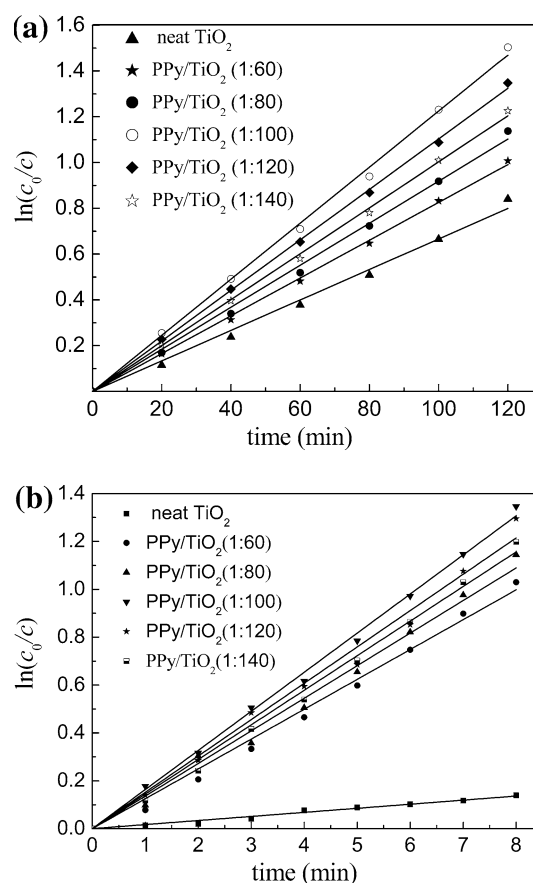 (a)
neat TiO₂
PPy/TiO₂ (1:60)
PPy/TiO₂ (1:80)
PPy/TiO₂ (1:100)
PPy/TiO₂ (1:120)
PPy/TiO₂ (1:140)
ln(c₀/c)
1.6
1.4
1.2
1.0
0.8
0.6
0.4
0.2
0 20 40 60 80 100 120
time (min)
(b)
neat TiO₂
PPy/TiO₂(1:60)
PPy/TiO₂(1:80)
PPy/TiO₂(1:100)
PPy/TiO₂(1:120)
PPy/TiO₂(1:140)
ln(c₀/c)
1.4
1.2
1.0
0.8
0.6
0.4
0.2
0.0
0 1 2 3 4 5 6 7 8
time (min)